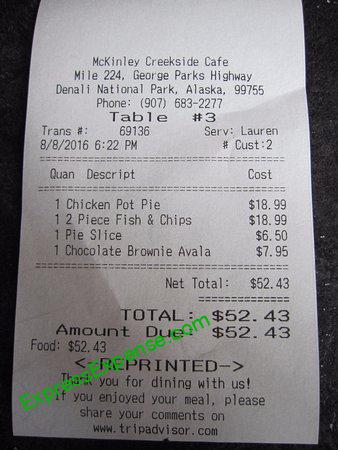 McKinley Creekside Cafe
Mile 224, George Parks Highway
Denali National Park, Alaska, 99755
Phone: (907) 683-2277
Table #3
Trans #: 69136 Serv: Lauren
8/8/2016 6:22 PM # Cust:2
Quan Descript Cost
1 Chicken Pot Pie $18.99
1 2 Piece Fish & Chips $18.99
1 Pie Slice $6.50
1 Chocolate Brownie Avala $7.95
Net Total: $52.43
TOTAL: $52.43
Amount Due: $52.43
Food: $52.43
<-REPRINTED->
Thank you for dining with us!
If you enjoyed your meal, please
share your comments on
www.tripadvisor.com
ExpressExpense.com